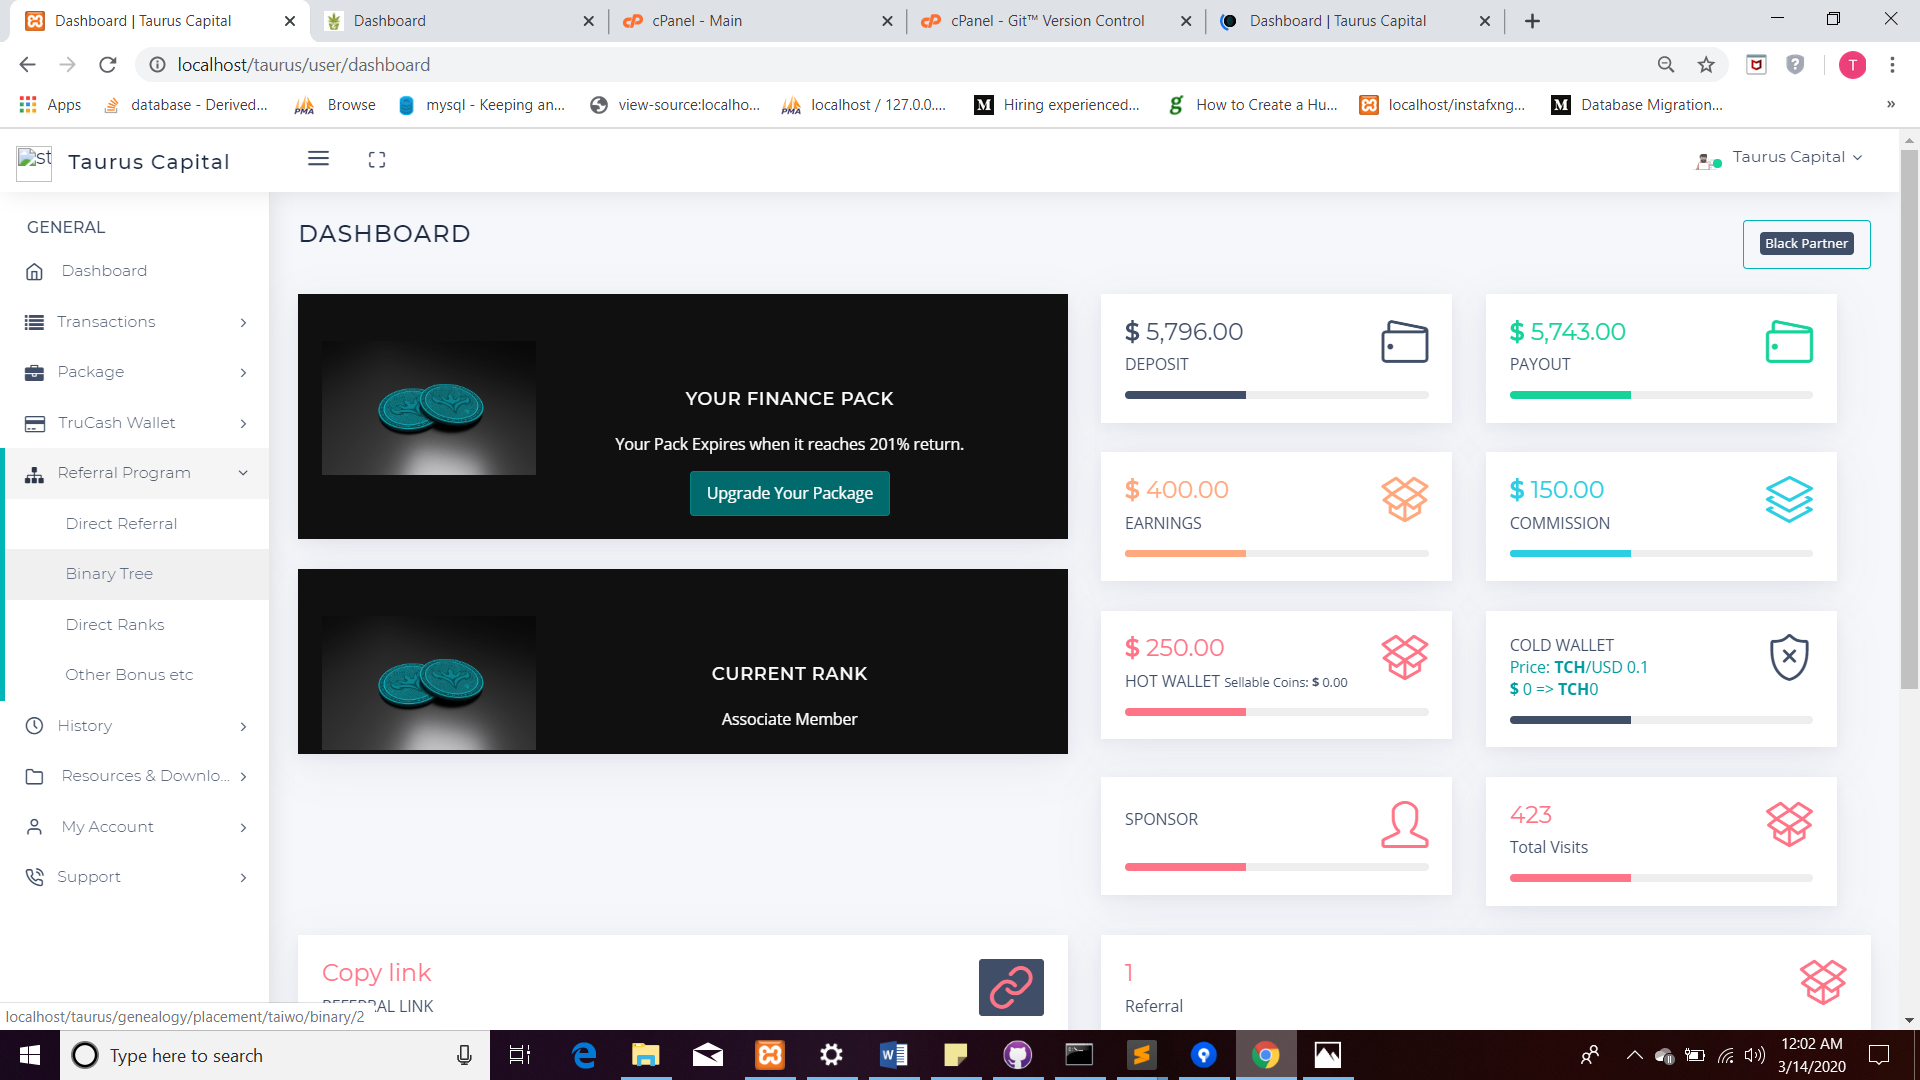 Dashboard | Taurus Capital
Dashboard
cPanel - Main
cPanel - Git™ Version Control
Dashboard | Taurus Capital
localhost/taurus/user/dashboard
T
Apps
database - Derived...
Browse
mysql - Keeping an...
view-source:localho...
localhost / 127.0.0....
Hiring experienced...
How to Create a Hu...
localhost/instafxng...
Database Migration...
»
st
Taurus Capital
Taurus Capital
GENERAL
Dashboard
Transactions
Package
TruCash Wallet
Referral Program
Direct Referral
Binary Tree
Direct Ranks
Other Bonus etc
History
Resources & Downlo...
My Account
Support
DASHBOARD
Black Partner
YOUR FINANCE PACK
Your Pack Expires when it reaches 201% return.
Upgrade Your Package
CURRENT RANK
Associate Member
$ 5,796.00
DEPOSIT
$ 5,743.00
PAYOUT
$ 400.00
EARNINGS
$ 150.00
COMMISSION
$ 250.00
HOT WALLET Sellable Coins: $ 0.00
COLD WALLET
Price: TCH/USD 0.1
$ 0 => TCH0
SPONSOR
423
Total Visits
Copy link
REFERRAL LINK
1
Referral
localhost/taurus/genealogy/placement/taiwo/binary/2
Type here to search
12:02 AM
3/14/2020